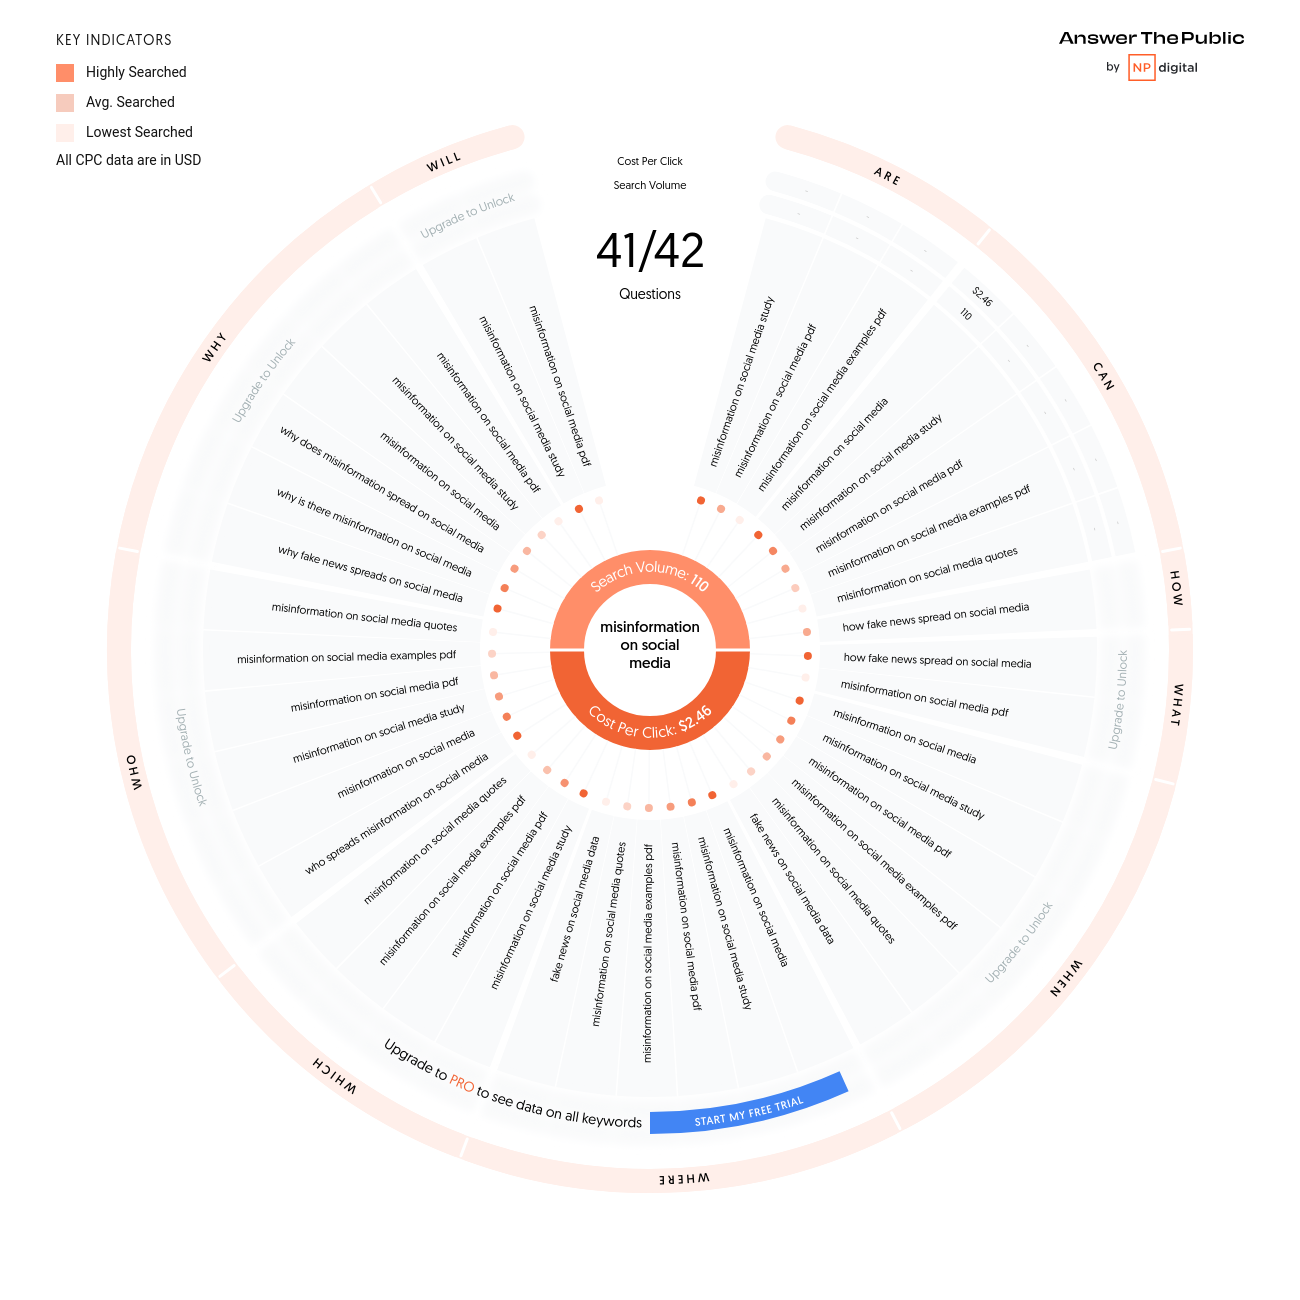 KEY INDICATORS
Highly Searched
Avg. Searched
Lowest Searched
All CPC data are in USD
Answer The Public
by NP digital
Cost Per Click
Search Volume
41/42
Questions
Search Volume: 110
misinformation
on social
media
Cost Per Click: $2.46
ARE
misinformation on social media study
misinformation on social media pdf
misinformation on social media examples pdf
CAN
$2.46
110
misinformation on social media
misinformation on social media study
misinformation on social media pdf
misinformation on social media examples pdf
misinformation on social media quotes
HOW
how fake news spread on social media
WHAT
Upgrade to Unlock
how fake news spread on social media
misinformation on social media pdf
WHEN
Upgrade to Unlock
misinformation on social media
misinformation on social media study
misinformation on social media pdf
misinformation on social media examples pdf
misinformation on social media quotes
fake news on social media data
WHERE
misinformation on social media
misinformation on social media study
misinformation on social media pdf
misinformation on social media examples pdf
misinformation on social media quotes
fake news on social media data
Upgrade to PRO to see data on all keywords
START MY FREE TRIAL
WHICH
misinformation on social media study
misinformation on social media pdf
misinformation on social media examples pdf
misinformation on social media quotes
WHO
Upgrade to Unlock
who spreads misinformation on social media
misinformation on social media
misinformation on social media study
misinformation on social media pdf
misinformation on social media examples pdf
misinformation on social media quotes
WHY
Upgrade to Unlock
why fake news spreads on social media
why is there misinformation on social media
why does misinformation spread on social media
misinformation on social media
misinformation on social media study
misinformation on social media pdf
WILL
Upgrade to Unlock
misinformation on social media study
misinformation on social media pdf